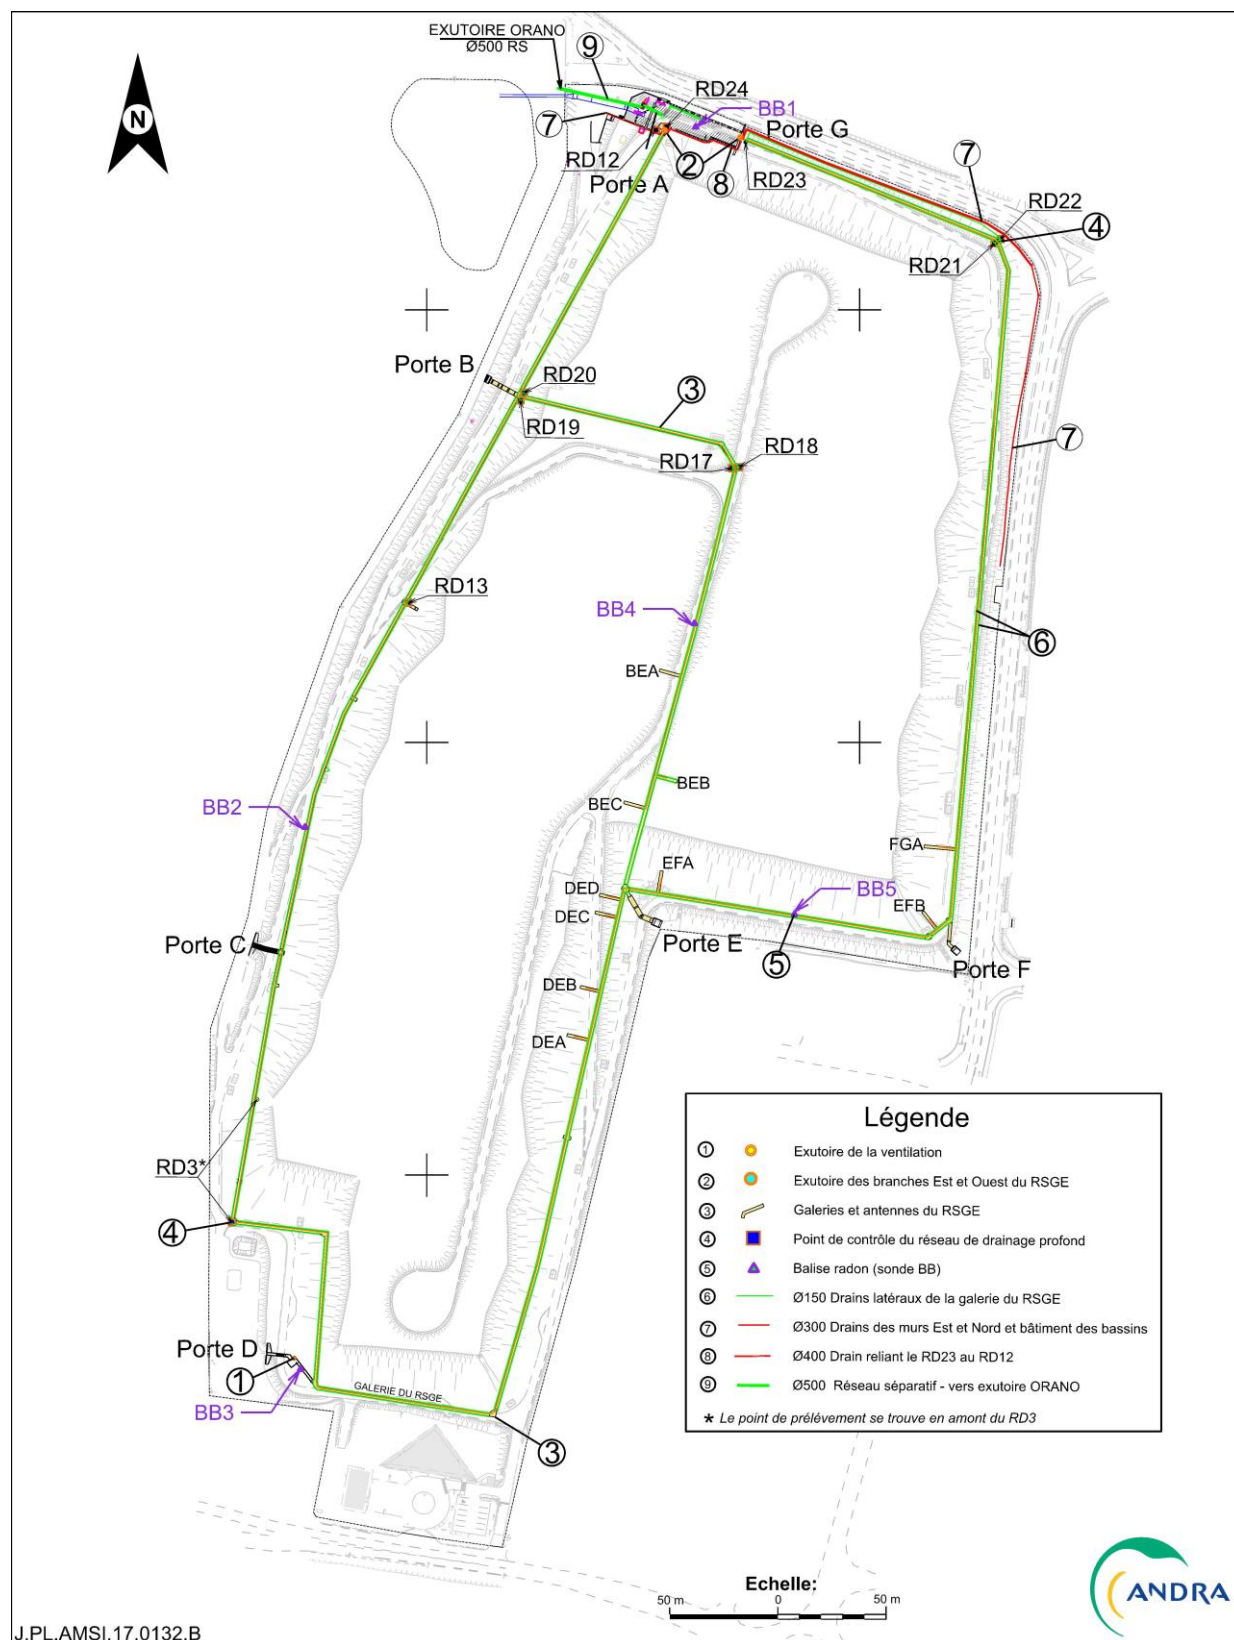 EXUTOIRE ORANO
Ø500 RS
9
RD24
BB1
Porte G
N
7
RD12
2
8
RD23
Porte A
7
RD22
4
RD21
Porte B
RD20
3
RD19
RD17
RD18
7
RD13
BB4
6
BEA
BEB
BB2
BEC
FGA
EFA
DED
BB5
DEC
EFB
Porte C
Porte E
5
Porte F
DEB
DEA
RD3*
4
Porte D
1
GALERIE DU RSGE
BB3
3
Légende
1 Exutoire de la ventilation
2 Exutoire des branches Est et Ouest du RSGE
3 Galeries et antennes du RSGE
4 Point de contrôle du réseau de drainage profond
5 Balise radon (sonde BB)
6 Ø150 Drains latéraux de la galerie du RSGE
7 Ø300 Drains des murs Est et Nord et bâtiment des bassins
8 Ø400 Drain reliant le RD23 au RD12
9 Ø500 Réseau séparatif - vers exutoire ORANO
* Le point de prélévement se trouve en amont du RD3
Echelle:
50 m 0 50 m
ANDRA
J.PL.AMSI.17.0132.B